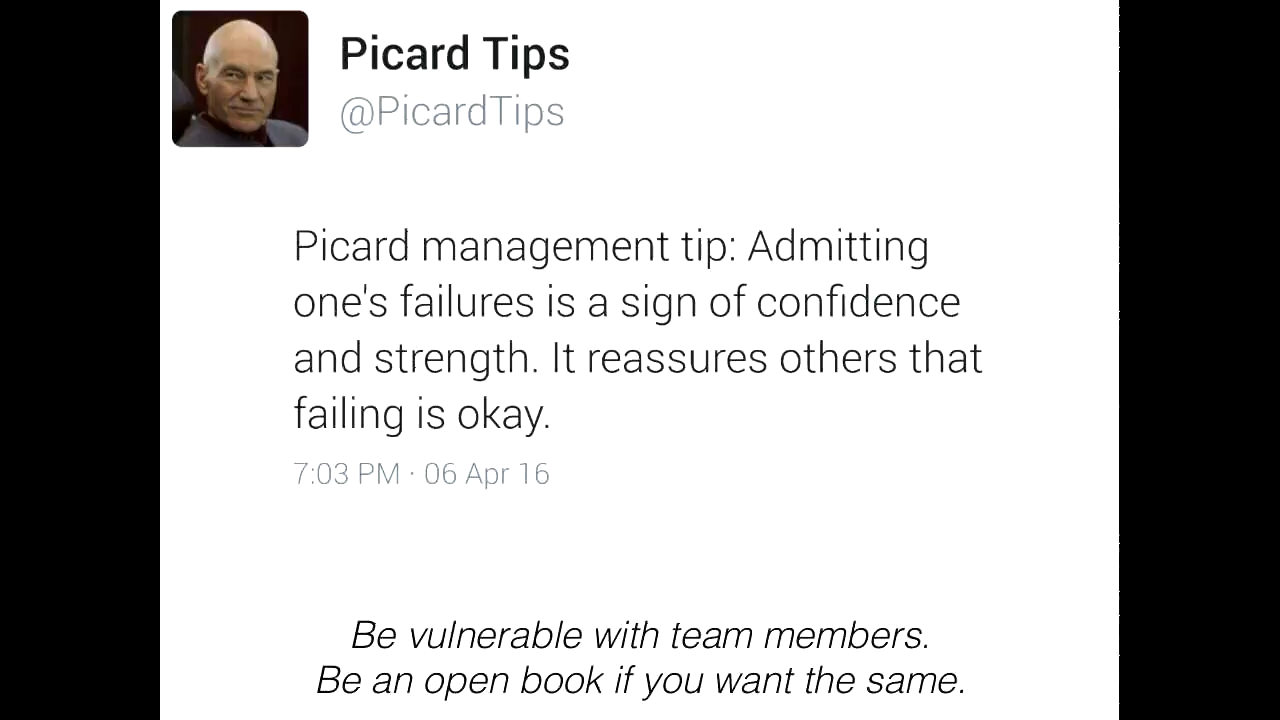 Picard Tips
@PicardTips
Picard management tip: Admitting
one's failures is a sign of confidence
and strength. It reassures others that
failing is okay.
7:03 PM · 06 Apr 16
Be vulnerable with team members.
Be an open book if you want the same.